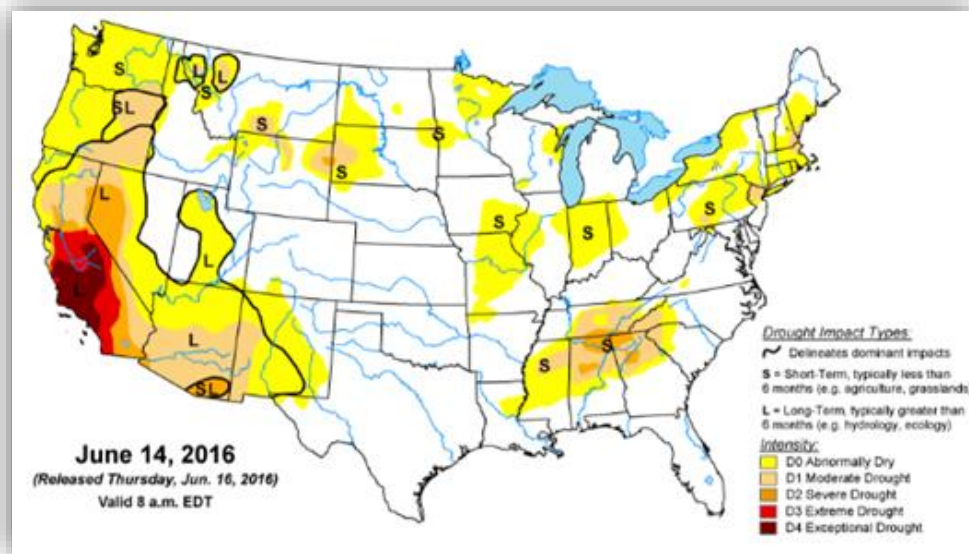 S
L
L
S
SL
S
S
S
L
L
S
S
S
L
L
S
S
SL
June 14, 2016
(Released Thursday, Jun. 16, 2016)
Valid 8 a.m. EDT
Drought Impact Types:
Delineates dominant impacts
S = Short-Term, typically less than
6 months (e.g. agriculture, grasslands
L = Long-Term, typically greater than
6 months (e.g. hydrology, ecology)
Intensity:
D0 Abnormally Dry
D1 Moderate Drought
D2 Severe Drought
D3 Extreme Drought
D4 Exceptional Drought